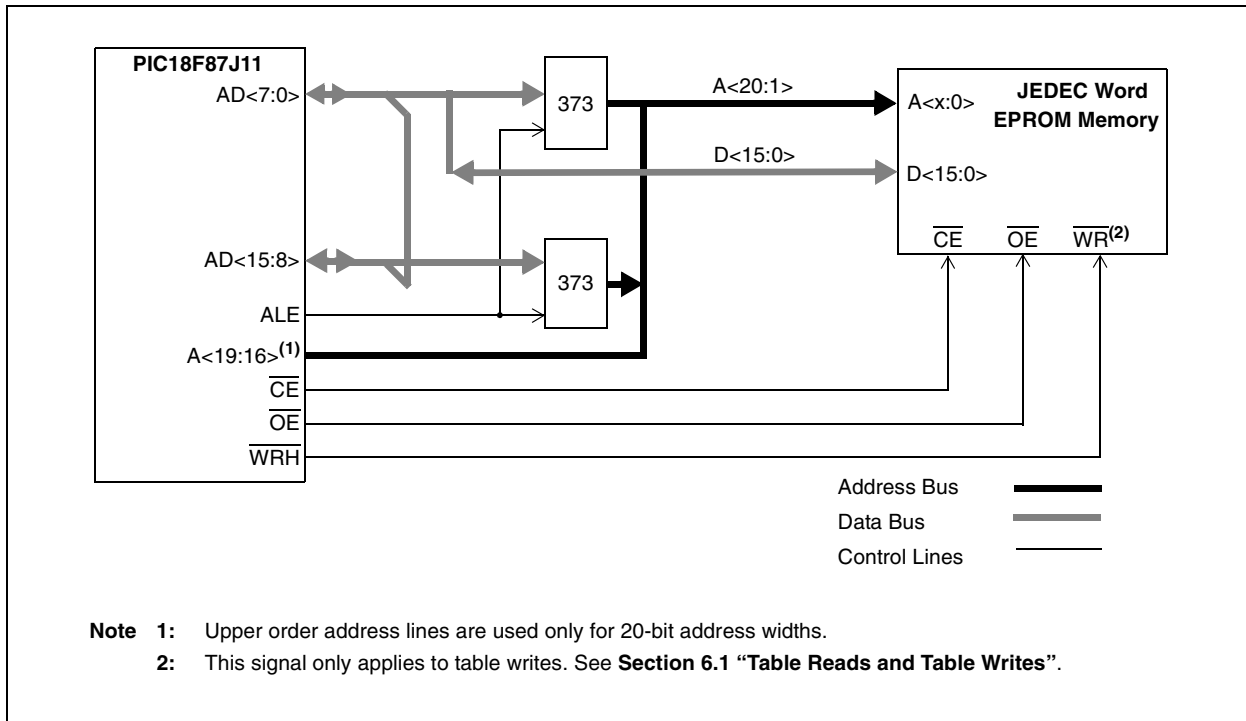 PIC18F87J11
AD<7:0>
373
A<20:1>
A<x:0>
JEDEC Word
EPROM Memory
D<15:0>
D<15:0>
CE
OE
WR(2)
AD<15:8>
373
ALE
A<19:16>(1)
CE
OE
WRH
Address Bus
Data Bus
Control Lines
Note 1: Upper order address lines are used only for 20-bit address widths.
2: This signal only applies to table writes. See Section 6.1 “Table Reads and Table Writes”.